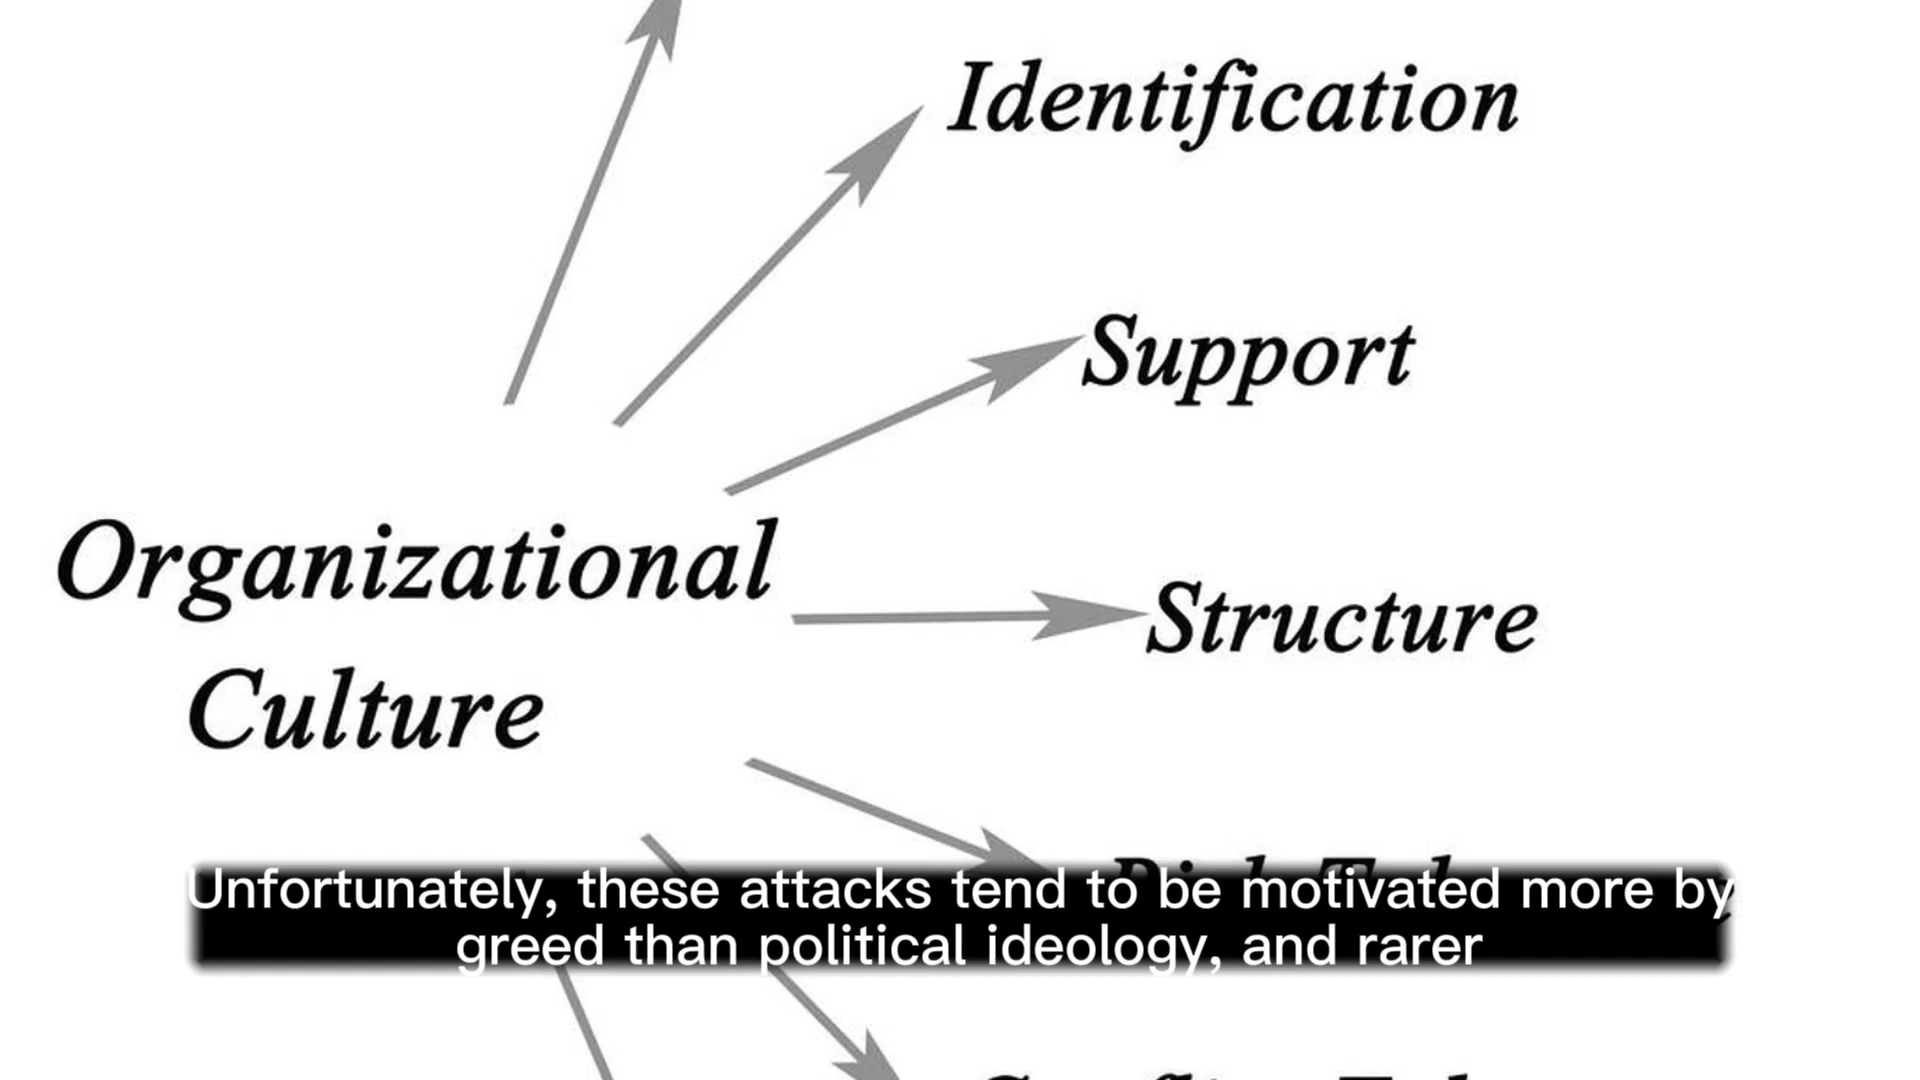 Identification
Support
Organizational
Structure
Culture
Unfortunately, these attacks tend to be motivated more by
greed than political ideology, and rarer